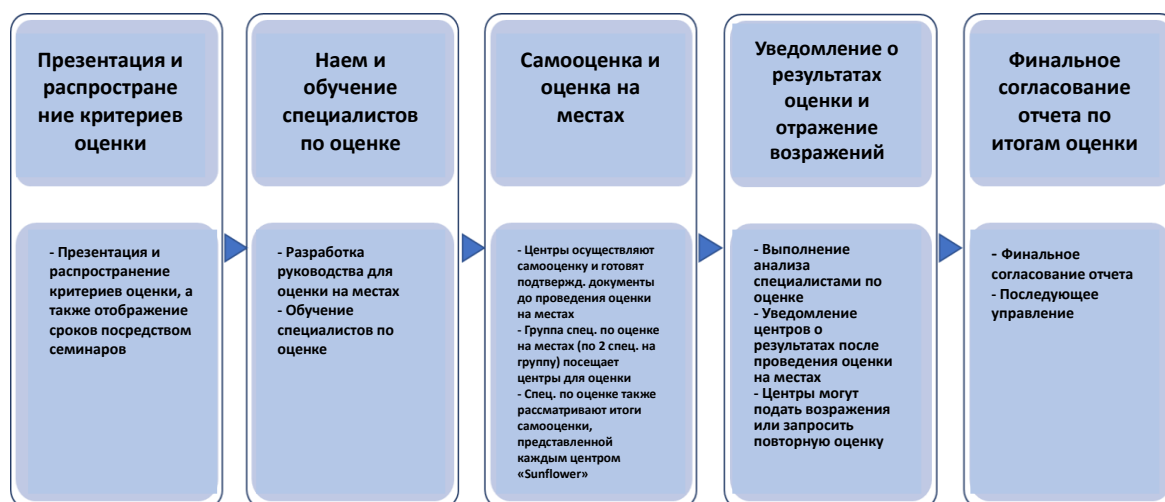 Презентация и
распростране
ние критериев
оценки
Наем и
обучение
специалистов
по оценке
Самооценка и
оценка на
местах
Уведомление о
результатах
оценки и
отражение
возражений
Финальное
согласование
отчета по
итогам оценки
- Презентация и
распространение
критериев оценки, а
также отображение
сроков посредством
семинаров
- Разработка
руководства для
оценки на местах
- Обучение
специалистов по
оценке
- Центры осуществляют
самооценку и готовят
подтвержд. документы
до проведения оценки
на местах
- Группа спец. по оценке
на местах (по 2 спец. на
группу) посещает
центры для оценки
- Спец. по оценке также
рассматривают итоги
самооценки,
представленной
каждым центром
«Sunflower»
- Выполнение
анализа
специалистами по
оценке
- Уведомление
центров о
результатах после
проведения оценки
на местах
- Центры могут
подать возражения
или запросить
повторную оценку
- Финальное
согласование отчета
- Последующее
управление